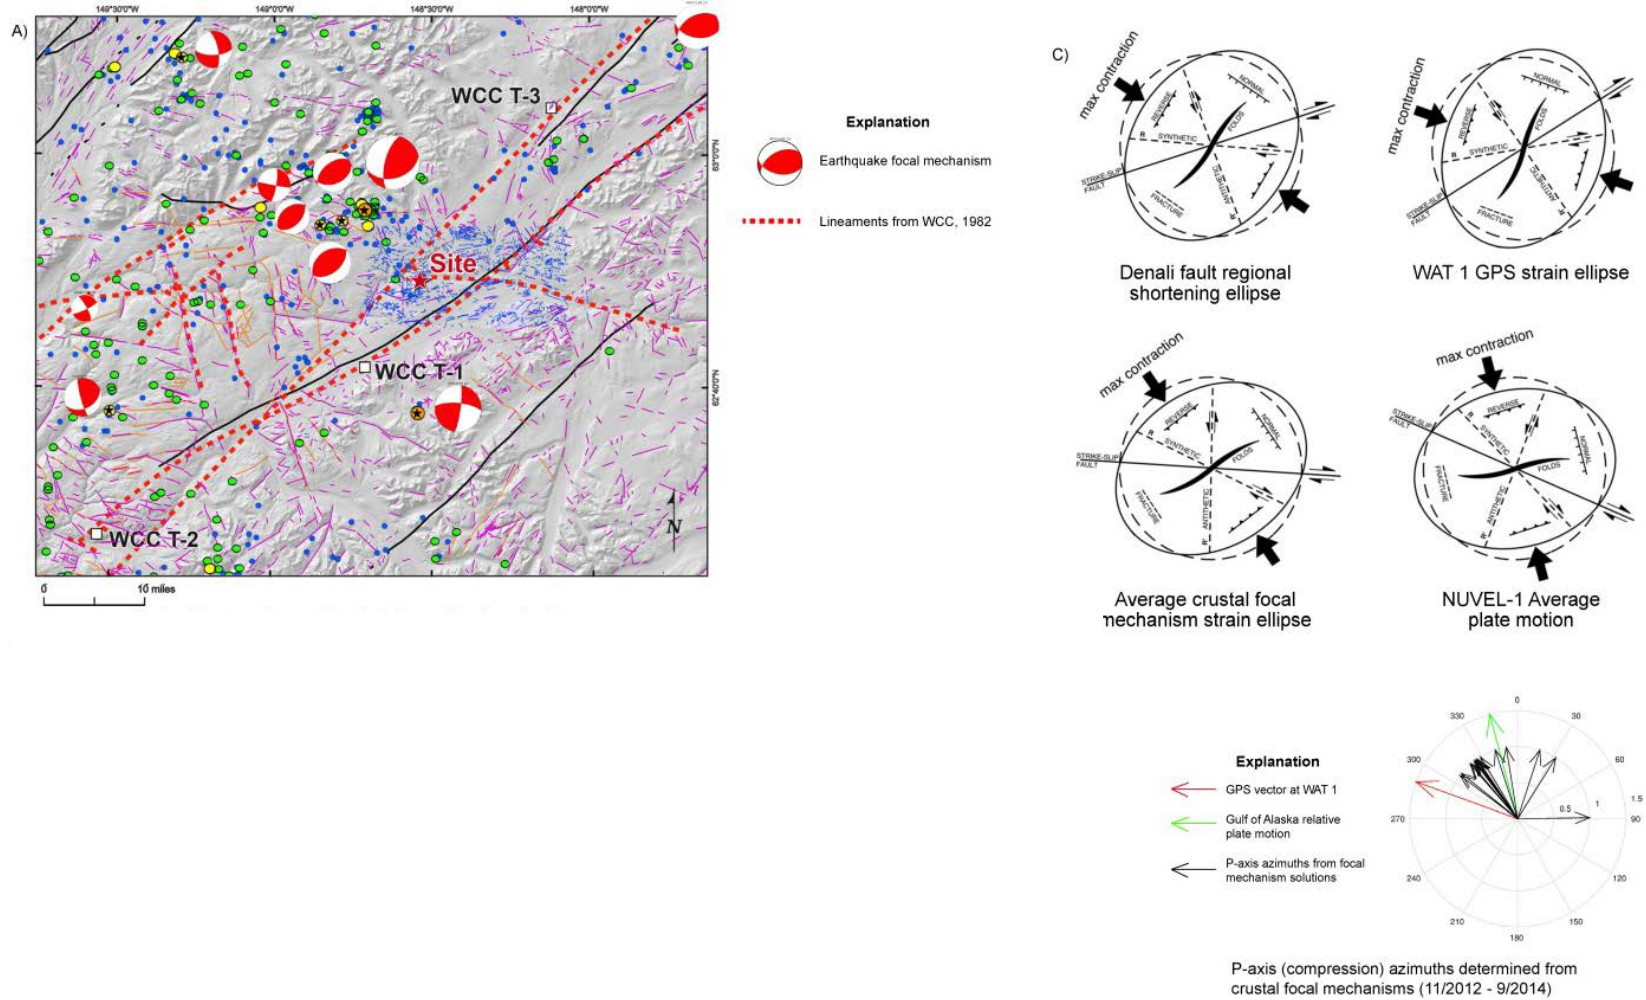 A)
149°30'0"W
149°0'0"W
148°30'0"W
148°0'0"W
63°0'0"N
62°40'0"N
WCC T-3
Site
WCC T-1
WCC T-2
N
0
10 miles
Explanation
Earthquake focal mechanism
Lineaments from WCC, 1982
C)
max contraction
REVERSE
NORMAL
R
SYNTHETIC
FOLDS
STRIKE-SLIP
FAULT
ANTITHETIC
FRACTURE
R'
Denali fault regional
shortening ellipse
max contraction
REVERSE
NORMAL
R
SYNTHETIC
FOLDS
STRIKE-SLIP
FAULT
ANTITHETIC
FRACTURE
R'
WAT 1 GPS strain ellipse
max contraction
REVERSE
NORMAL
R
SYNTHETIC
FOLDS
STRIKE-SLIP
FAULT
ANTITHETIC
FRACTURE
R'
Average crustal focal
mechanism strain ellipse
max contraction
REVERSE
NORMAL
R
SYNTHETIC
FOLDS
STRIKE-SLIP
FAULT
ANTITHETIC
FRACTURE
R'
NUVEL-1 Average
plate motion
Explanation
GPS vector at WAT 1
Gulf of Alaska relative
plate motion
P-axis azimuths from focal
mechanism solutions
0
30
60
90
120
150
180
210
240
270
300
330
0.5
1
1.5
P-axis (compression) azimuths determined from
crustal focal mechanisms (11/2012 - 9/2014)